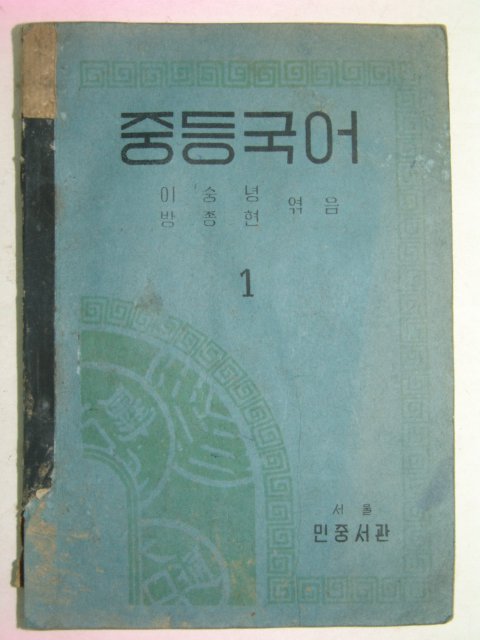 중등국어
이숭녕
방종현 엮음
1
서울
민중서관